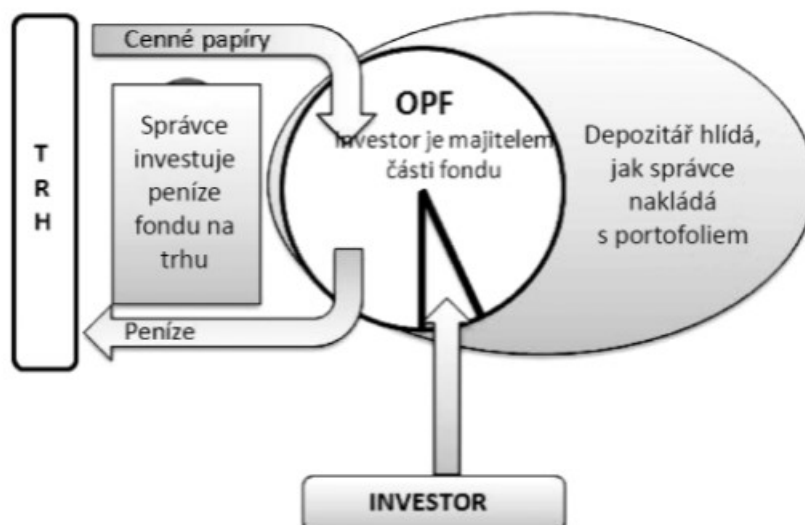 T
R
H
Cenné papíry
Správce
investuje
peníze
fondu na
trhu
Peníze
OPF
Investor je majitelem
části fondu
Depozitář hlídá,
jak správce
nakládá
s portofoliem
INVESTOR